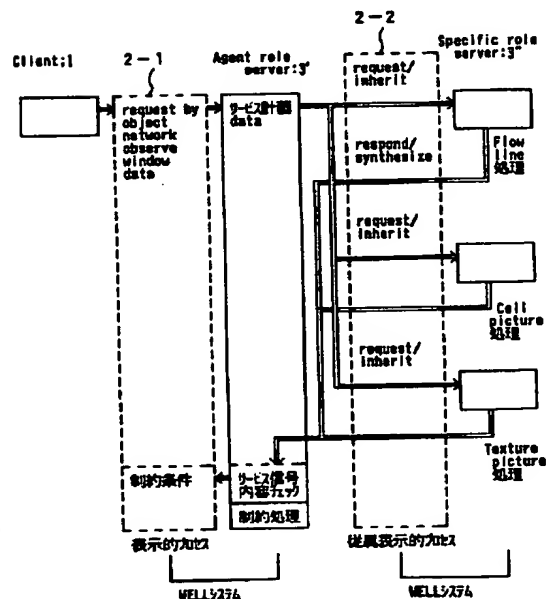 2-2
2-1
Client:1
Agent role
server:3'
Specific role
server:3"
request by
object
network
observe
window
data
サービス設計構造
data
request/
inherit
respond/
synthesize
Flow
line
処理
request/
inherit
Cell
picture
処理
request/
inherit
Texture
picture
処理
制約条件
サービス信号
内容チェック
制約処理
表示的プロセス
従属表示的プロセス
WELLシステム
WELLシステム